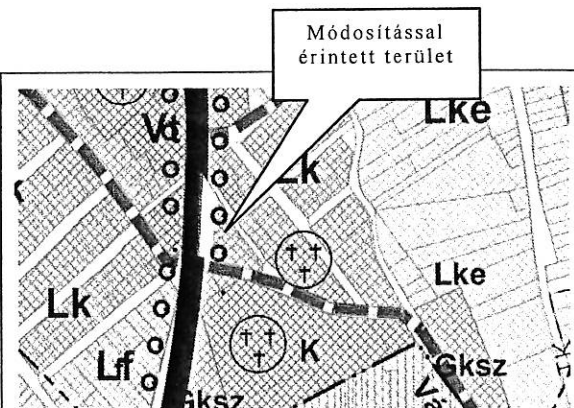 Módosítással
érintett terület
Lke
Vt
Lk
Lke
Lk
Lf
K
Gksz
Gksz